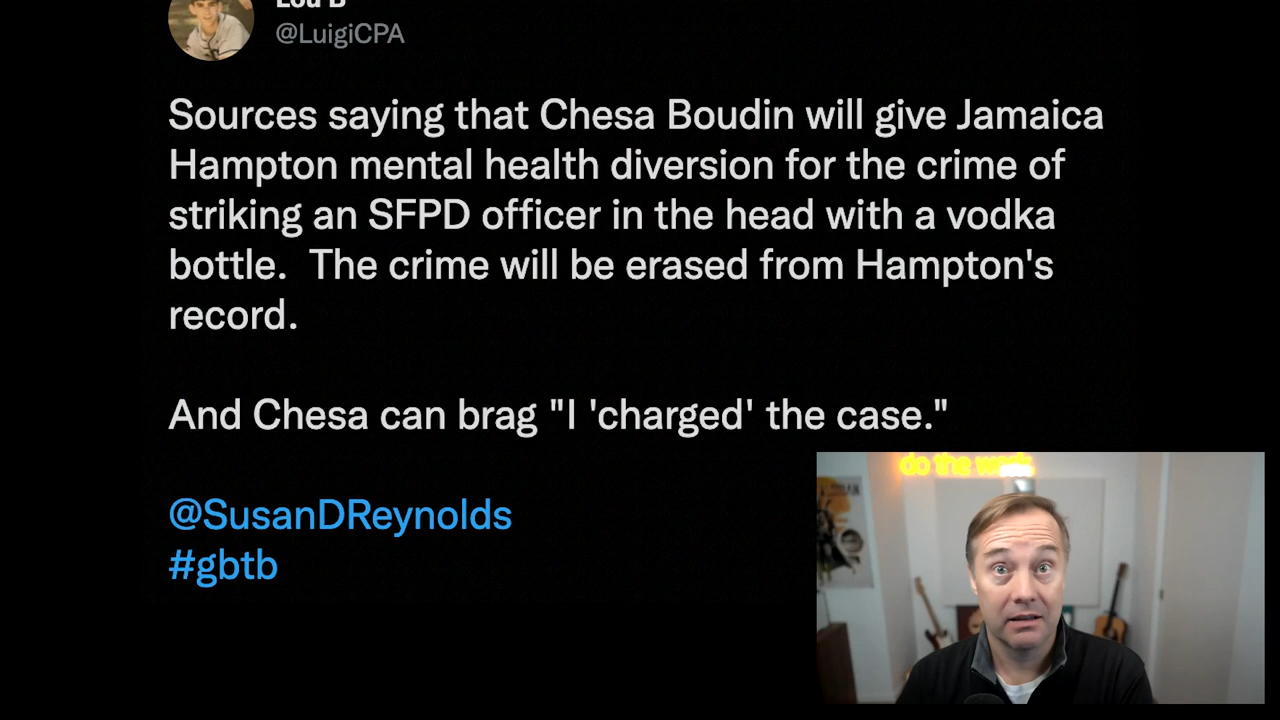 Lou B
@LuigiCPA
Sources saying that Chesa Boudin will give Jamaica
Hampton mental health diversion for the crime of
striking an SFPD officer in the head with a vodka
bottle.  The crime will be erased from Hampton's
record.
And Chesa can brag "I 'charged' the case."
@SusanDReynolds
#gbtb
do the work